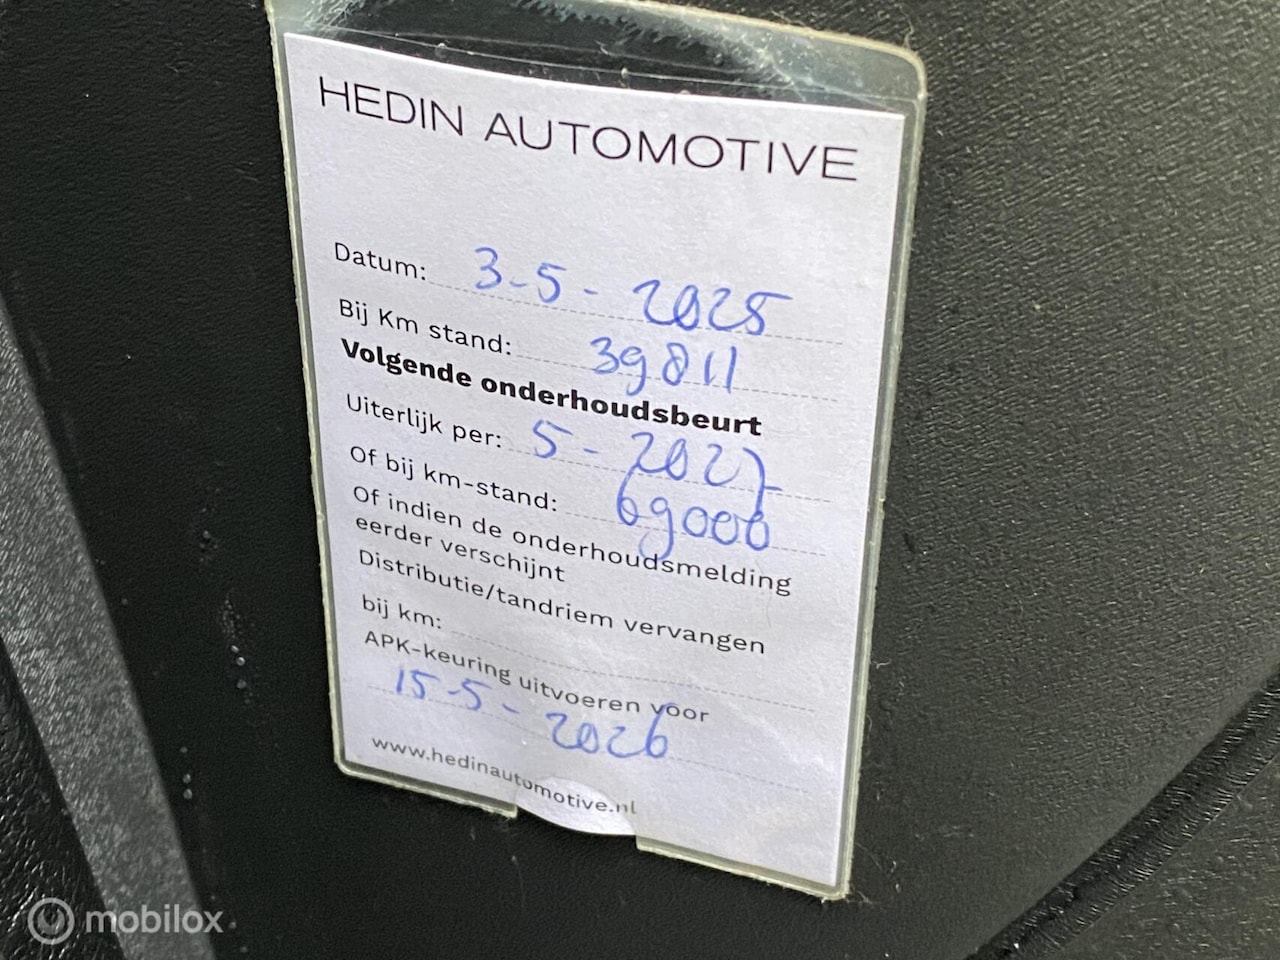 HEDIN AUTOMOTIVE
Datum: 3-5-2025
Bij Km stand: 39811
Volgende onderhoudsbeurt
Uiterlijk per: 5-2027
Of bij km-stand: 69000
Of indien de onderhoudsmelding
eerder verschijnt
Distributie/tandriem vervangen
bij km:
APK-keuring uitvoeren voor
15-5-2026
www.hedinautomotive.nl
mobilox